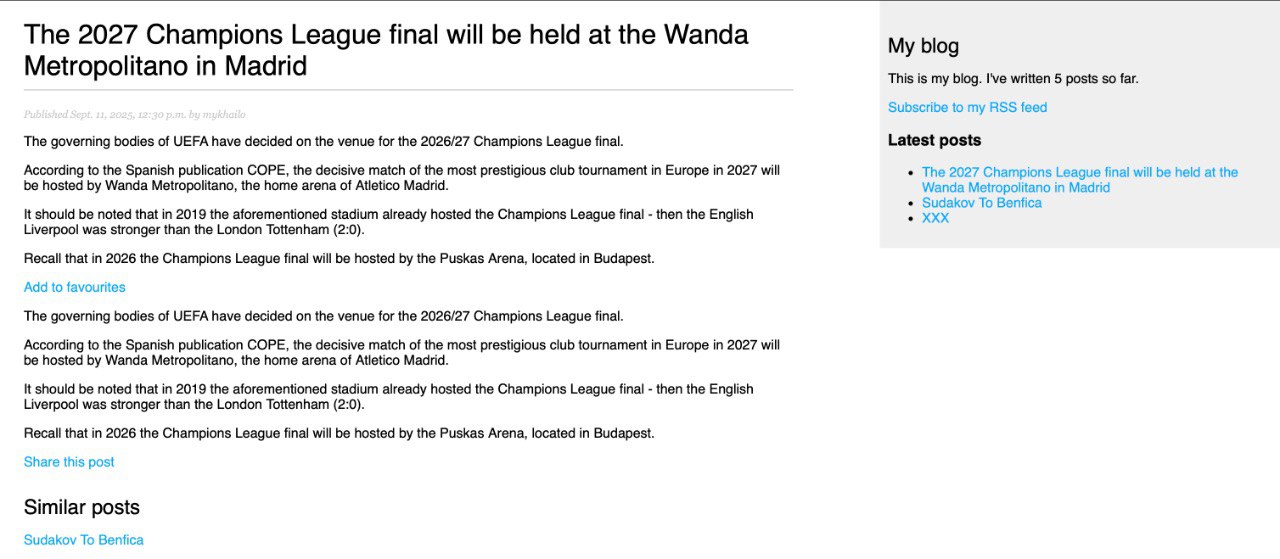 The 2027 Champions League final will be held at the Wanda
Metropolitano in Madrid
Published Sept. 11, 2025, 12:30 p.m. by mykhailo
The governing bodies of UEFA have decided on the venue for the 2026/27 Champions League final.
According to the Spanish publication COPE, the decisive match of the most prestigious club tournament in Europe in 2027 will
be hosted by Wanda Metropolitano, the home arena of Atletico Madrid.
It should be noted that in 2019 the aforementioned stadium already hosted the Champions League final - then the English
Liverpool was stronger than the London Tottenham (2:0).
Recall that in 2026 the Champions League final will be hosted by the Puskas Arena, located in Budapest.
Add to favourites
The governing bodies of UEFA have decided on the venue for the 2026/27 Champions League final.
According to the Spanish publication COPE, the decisive match of the most prestigious club tournament in Europe in 2027 will
be hosted by Wanda Metropolitano, the home arena of Atletico Madrid.
It should be noted that in 2019 the aforementioned stadium already hosted the Champions League final - then the English
Liverpool was stronger than the London Tottenham (2:0).
Recall that in 2026 the Champions League final will be hosted by the Puskas Arena, located in Budapest.
Share this post
Similar posts
Sudakov To Benfica
My blog
This is my blog. I've written 5 posts so far.
Subscribe to my RSS feed
Latest posts
• The 2027 Champions League final will be held at the
Wanda Metropolitano in Madrid
• Sudakov To Benfica
• XXX